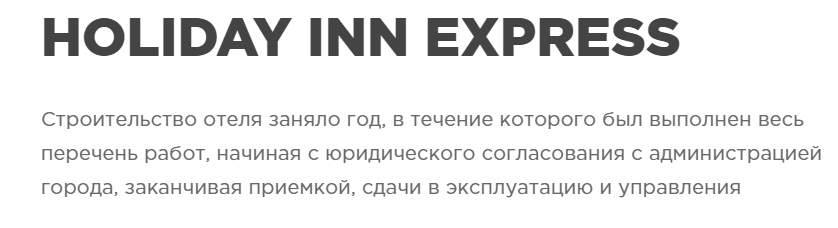 HOLIDAY INN EXPRESS
Строительство отеля заняло год, в течение которого был выполнен весь
перечень работ, начиная с юридического согласования с администрацией
города, заканчивая приемкой, сдачи в эксплуатацию и управления